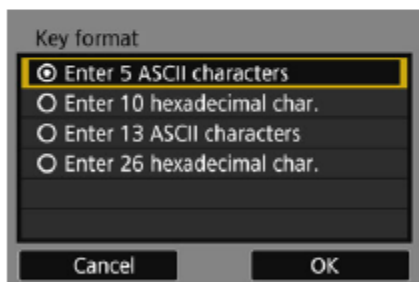 Key format
Enter 5 ASCII characters
Enter 10 hexadecimal char.
Enter 13 ASCII characters
Enter 26 hexadecimal char.
Cancel
OK